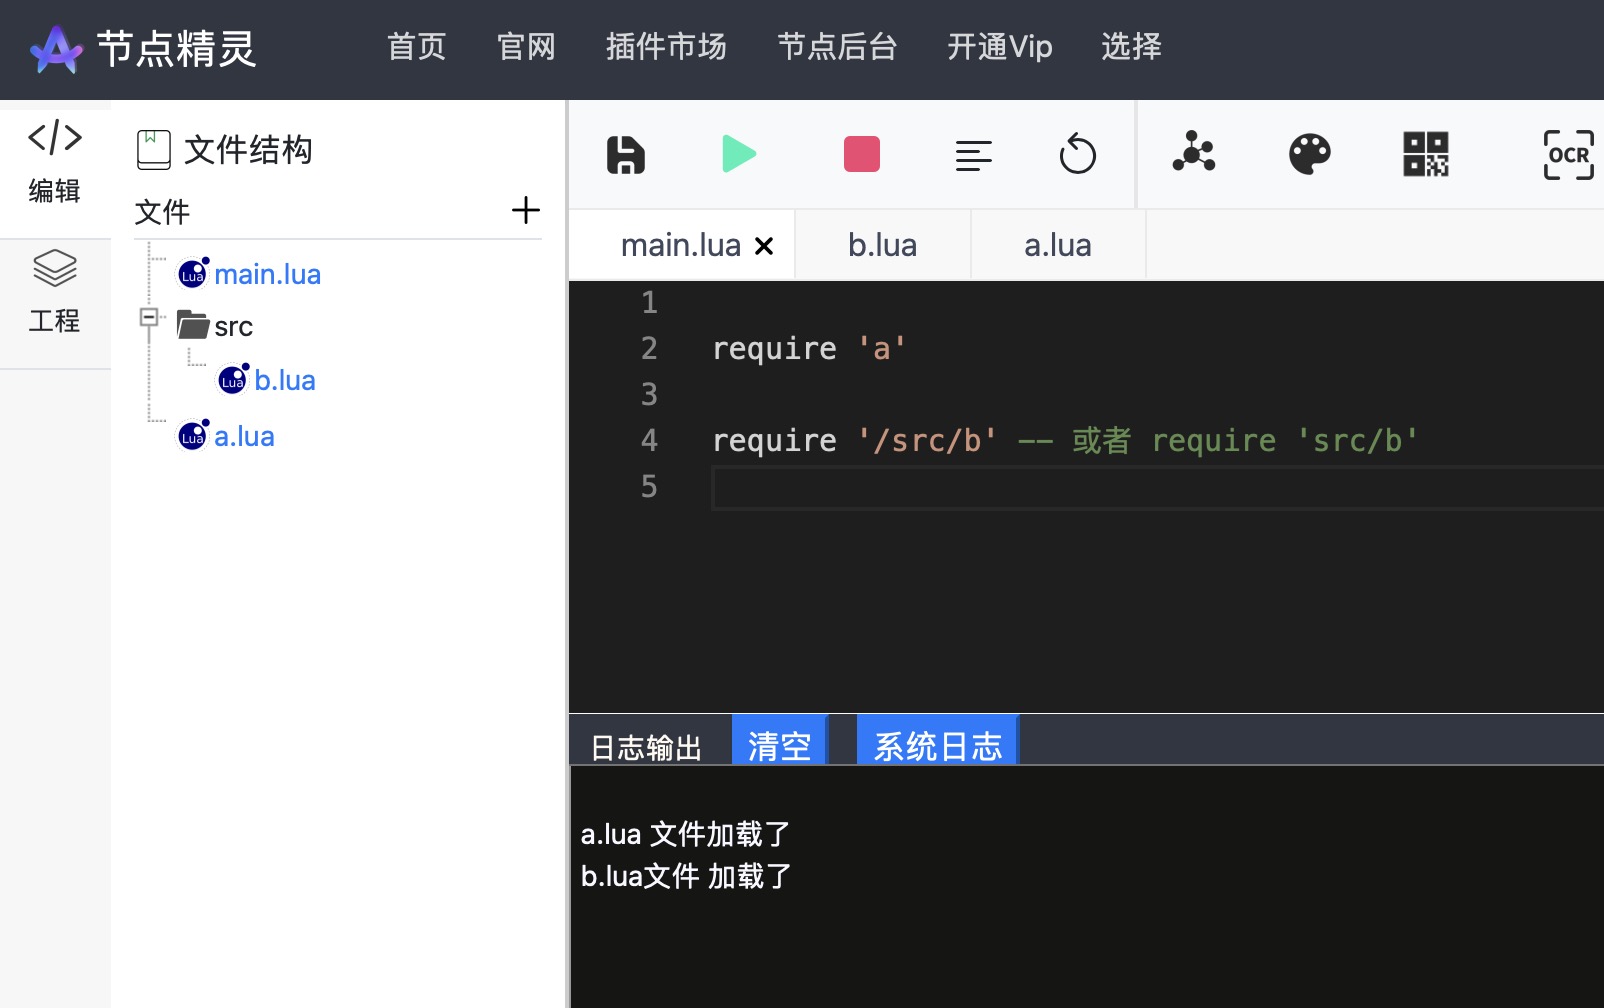 节点精灵 首页 官网 插件市场 节点后台 开通Vip 选择
编辑
工程
文件结构
文件
Lua main.lua
src
Lua b.lua
Lua a.lua
OCR
main.lua b.lua a.lua
1
2 require 'a'
3
4 require '/src/b' -- 或者 require 'src/b'
5
日志输出 清空 系统日志
a.lua 文件加载了
b.lua文件 加载了